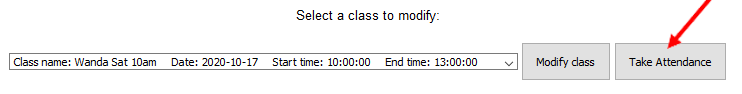 Select a class to modify:
Class name: Wanda Sat 10am Date: 2020-10-17 Start time: 10:00:00 End time: 13:00:00 Modify class Take Attendance